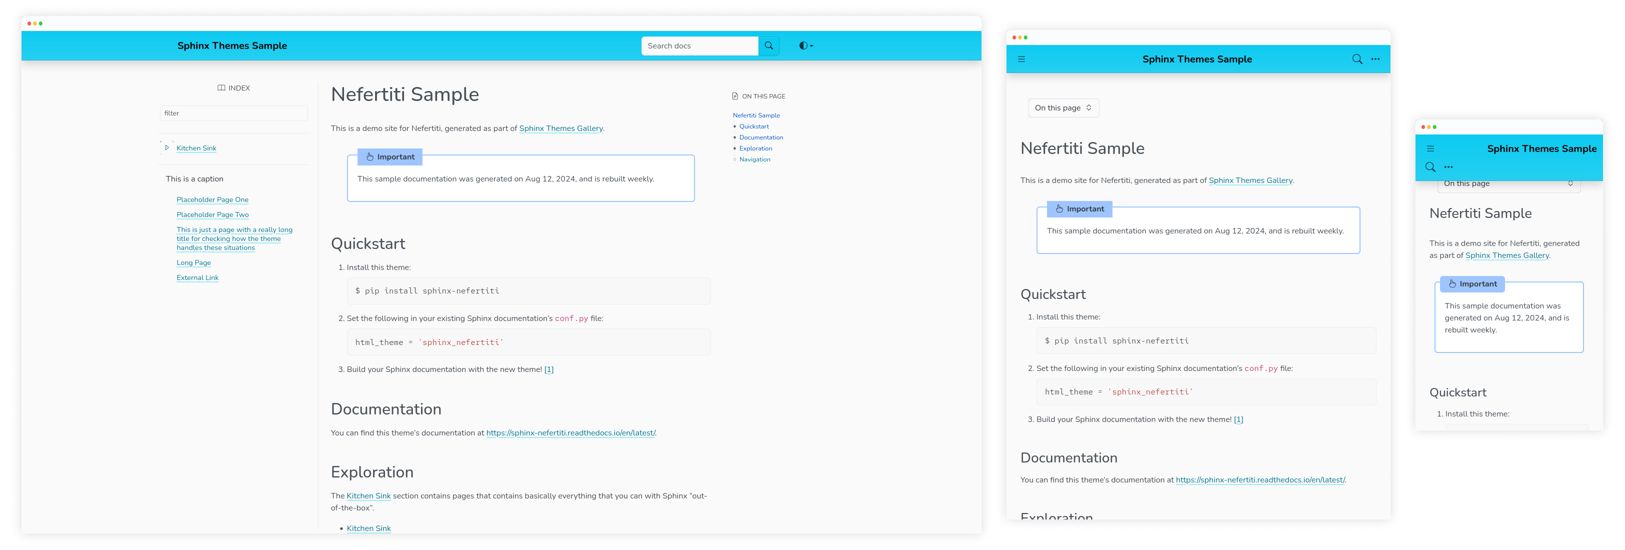 Sphinx Themes Sample
Search docs
INDEX
filter
Kitchen Sink
This is a caption
Placeholder Page One
Placeholder Page Two
This is just a page with a really long
title for checking how the theme
handles these situations
Long Page
External Link
Nefertiti Sample
This is a demo site for Nefertiti, generated as part of Sphinx Themes Gallery.
Important
This sample documentation was generated on Aug 12, 2024, and is rebuilt weekly.
Quickstart
1. Install this theme:
$ pip install sphinx-nefertiti
2. Set the following in your existing Sphinx documentation's conf.py file:
html_theme = 'sphinx_nefertiti'
3. Build your Sphinx documentation with the new theme! [1]
Documentation
You can find this theme's documentation at https://sphinx-nefertiti.readthedocs.io/en/latest/.
Exploration
The Kitchen Sink section contains pages that contains basically everything that you can with Sphinx "out-
of-the-box".
• Kitchen Sink
ON THIS PAGE
Nefertiti Sample
• Quickstart
• Documentation
• Exploration
Navigation
Sphinx Themes Sample
On this page
Nefertiti Sample
This is a demo site for Nefertiti, generated as part of Sphinx Themes Gallery.
Important
This sample documentation was generated on Aug 12, 2024, and is rebuilt weekly.
Quickstart
1. Install this theme:
$ pip install sphinx-nefertiti
2. Set the following in your existing Sphinx documentation's conf.py file:
html_theme = 'sphinx_nefertiti'
3. Build your Sphinx documentation with the new theme! [1]
Documentation
You can find this theme's documentation at https://sphinx-nefertiti.readthedocs.io/en/latest/.
Exploration
Sphinx Themes Sample
On this page
Nefertiti Sample
This is a demo site for Nefertiti, generated
as part of Sphinx Themes Gallery.
Important
This sample documentation was
generated on Aug 12, 2024, and is
rebuilt weekly.
Quickstart
1. Install this theme: